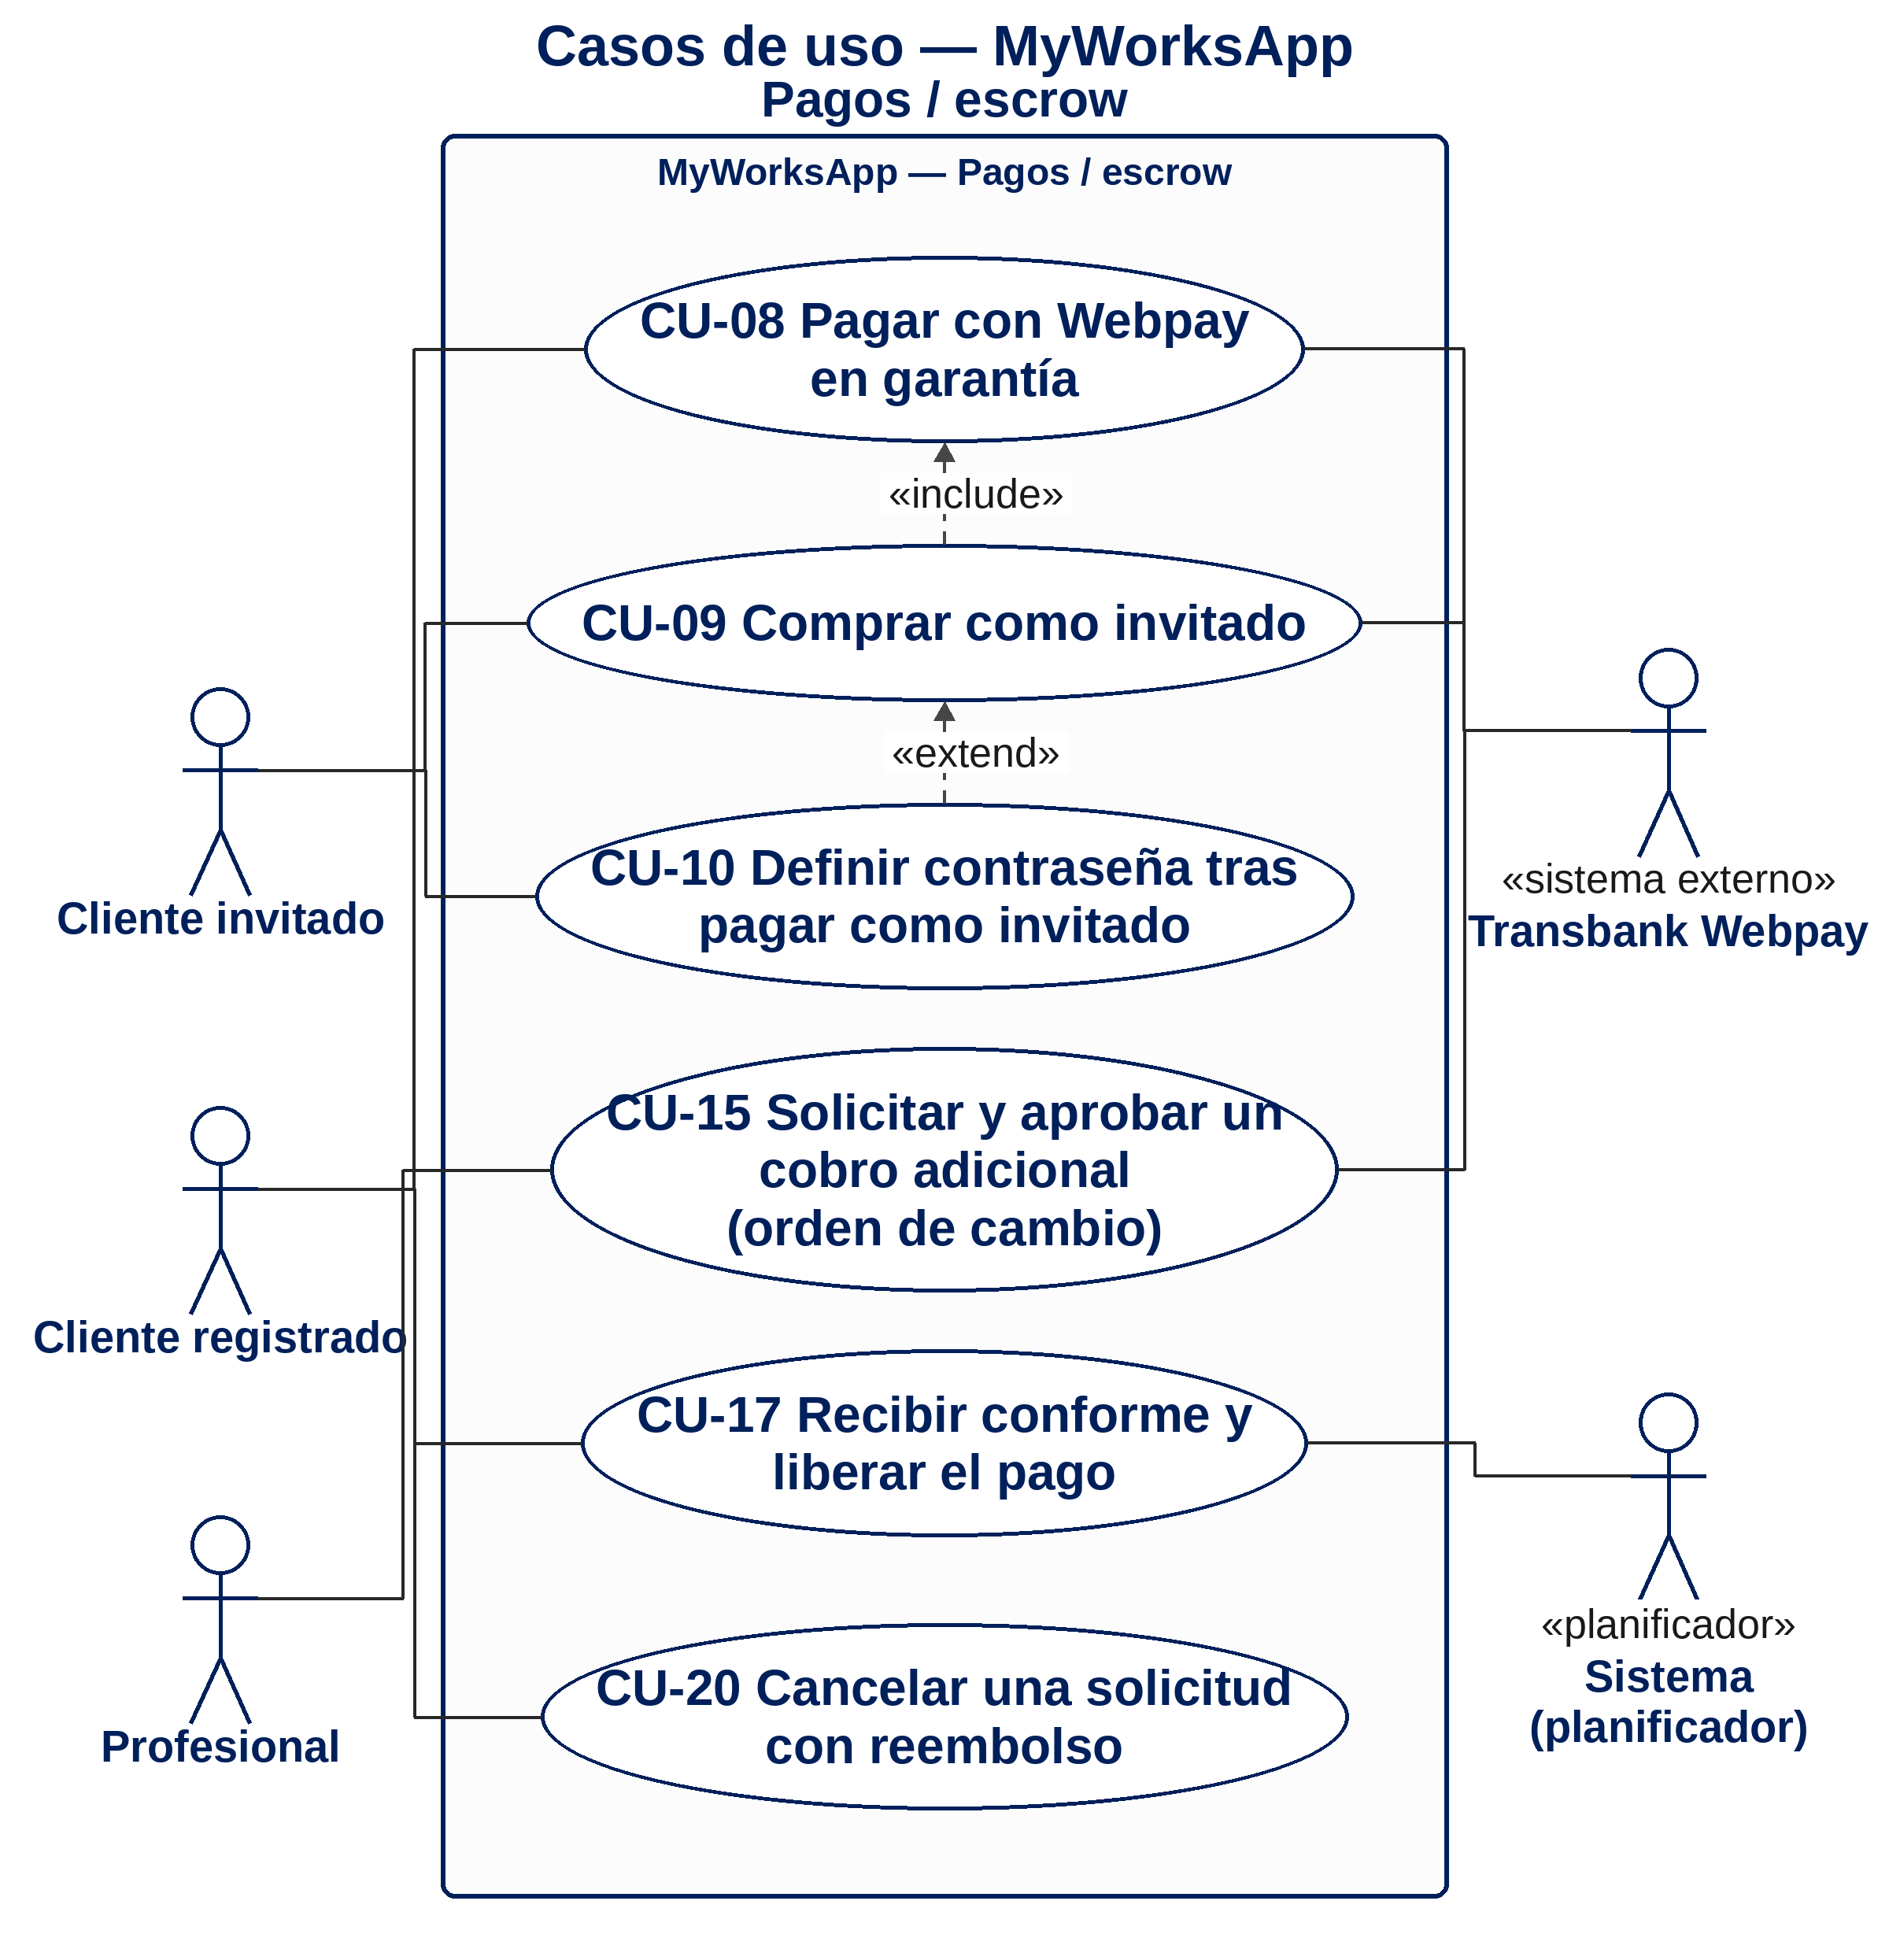 Casos de uso — MyWorksApp
Pagos / escrow
MyWorksApp — Pagos / escrow
CU-08 Pagar con Webpay
en garantía
«include»
CU-09 Comprar como invitado
«extend»
CU-10 Definir contraseña tras
pagar como invitado
Cliente invitado
«sistema externo»
Transbank Webpay
CU-15 Solicitar y aprobar un
cobro adicional
(orden de cambio)
Cliente registrado
CU-17 Recibir conforme y
liberar el pago
CU-20 Cancelar una solicitud
con reembolso
Profesional
«planificador»
Sistema
(planificador)